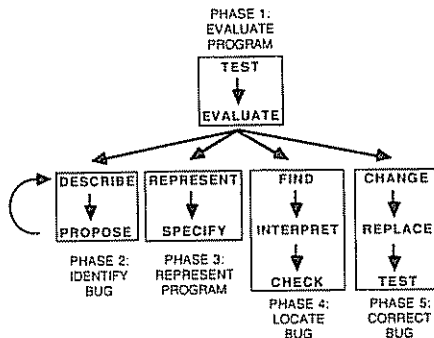 PHASE 1:
EVALUATE
PROGRAM
TEST
EVALUATE
DESCRIBE
PROPOSE
PHASE 2:
IDENTIFY
BUG
REPRESENT
SPECIFY
PHASE 3:
REPRESENT
PROGRAM
FIND
INTERPRET
CHECK
PHASE 4:
LOCATE
BUG
CHANGE
REPLACE
TEST
PHASE 5:
CORRECT
BUG